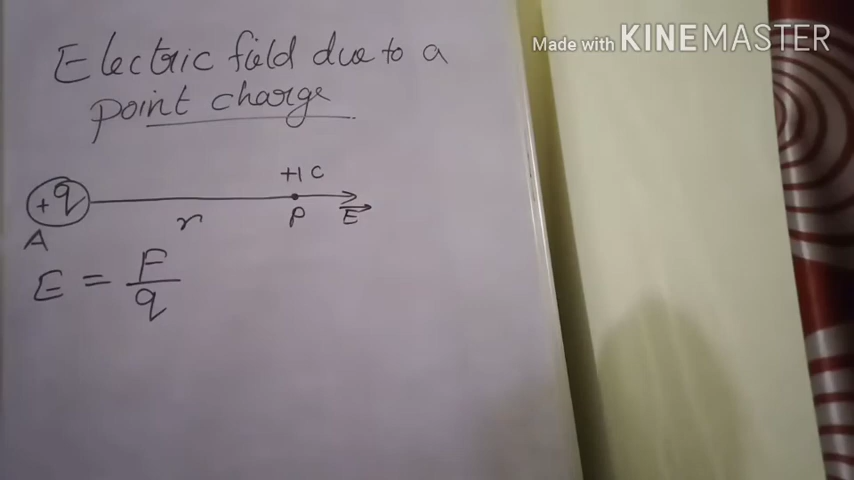 Electric field due to a
point charge
+1 C
+q
r
P
E
A
E = F/q
Made with KINEMASTER